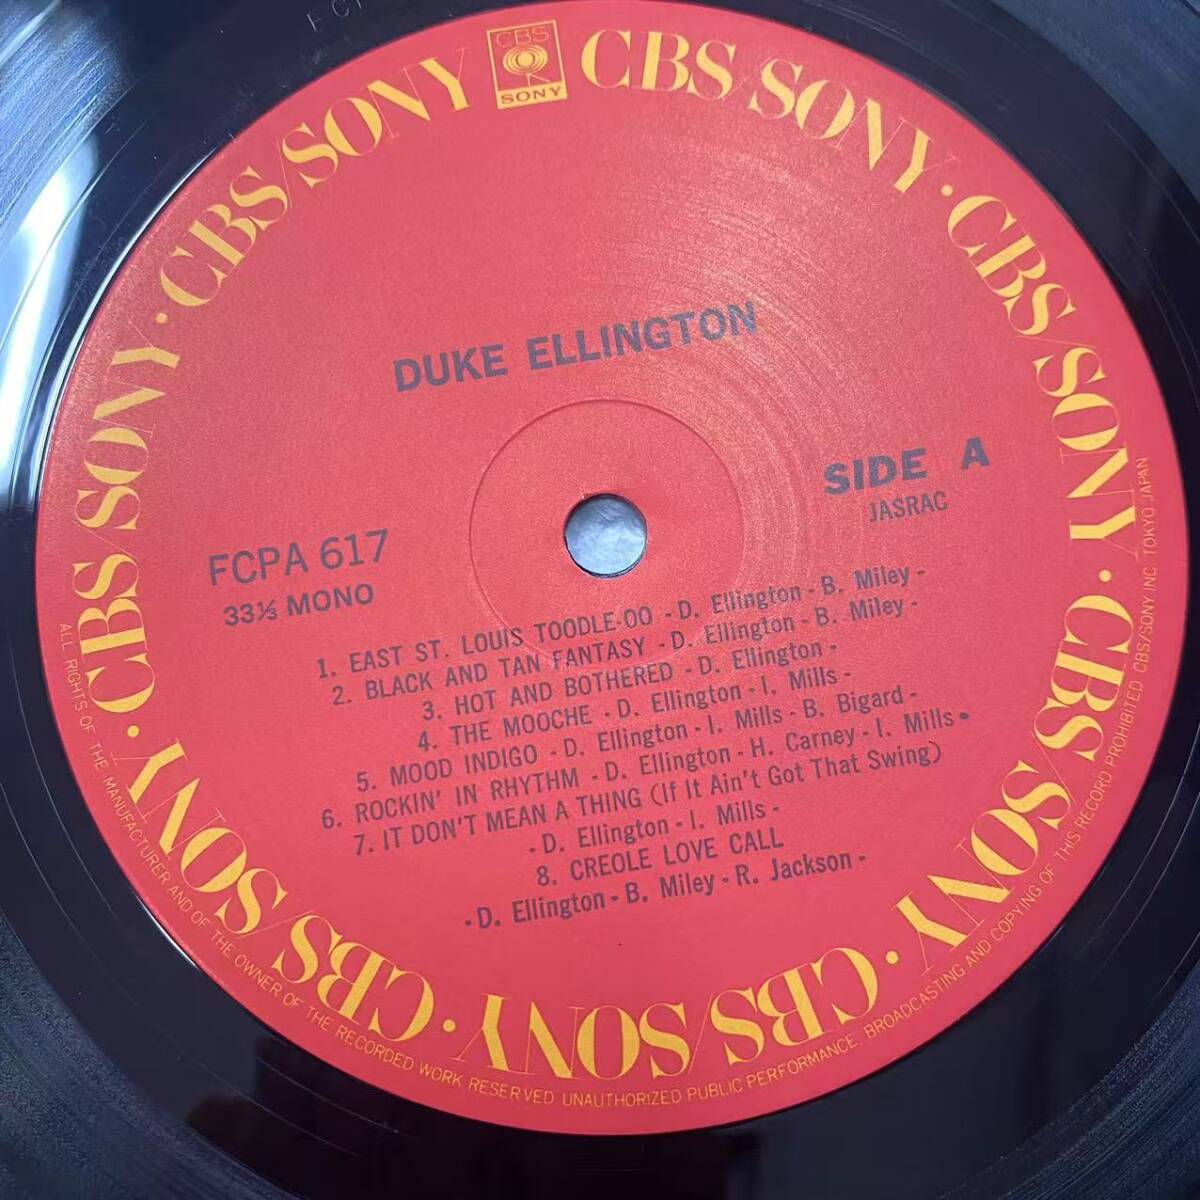 CBS
SONY
CBS/SONY · CBS/SONY · CBS/SONY · CBS/SONY · CBS/SONY · CBS/SONY · CBS/SONY · CBS/SONY
DUKE ELLINGTON
SIDE A
JASRAC
FCPA 617
33⅓ MONO
1. EAST ST. LOUIS TOODLE-OO - D. Ellington - B. Miley -
2. BLACK AND TAN FANTASY - D. Ellington - B. Miley -
3. HOT AND BOTHERED - D. Ellington -
4. THE MOOCHE - D. Ellington - I. Mills -
5. MOOD INDIGO - D. Ellington - I. Mills - B. Bigard -
6. ROCKIN' IN RHYTHM - D. Ellington - H. Carney - I. Mills -
7. IT DON'T MEAN A THING (If It Ain't Got That Swing)
- D. Ellington - I. Mills -
8. CREOLE LOVE CALL
- D. Ellington - B. Miley - R. Jackson -
ALL RIGHTS OF THE MANUFACTURER AND OF THE OWNER OF THE RECORDED WORK RESERVED. UNAUTHORIZED PUBLIC PERFORMANCE, BROADCASTING AND COPYING OF THIS RECORD PROHIBITED CBS/SONY INC. TOKYO JAPAN